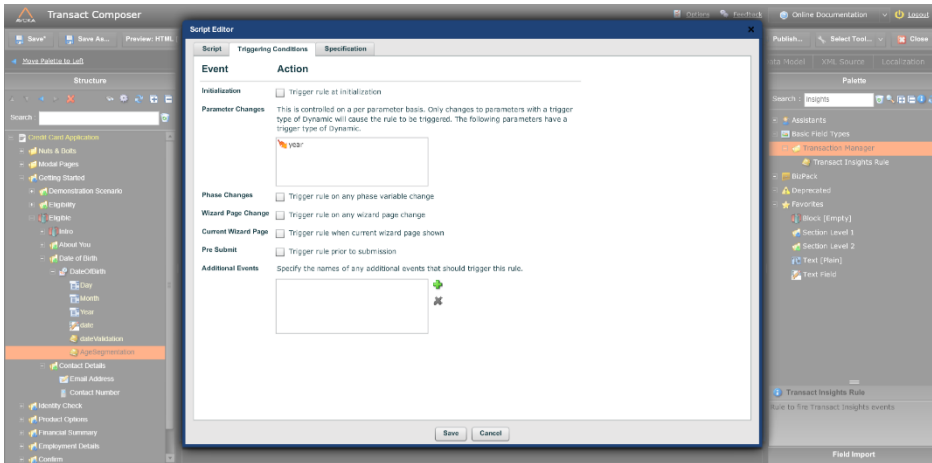 AVOKA
Transact Composer
Options
Feedback
Online Documentation
Logout
Save*
Save As...
Preview: HTML
Script Editor
Publish...
Select Tool...
Close
Move Palette to Left
Script
Triggering Conditions
Specification
nta Model
XML Source
Localization
Structure
Event
Action
Palette
Initialization
Trigger rule at initialization
Search :
Insights
Parameter Changes
This is controlled on a per parameter basis. Only changes to parameters with a trigger
type of Dynamic will cause the rule to be triggered. The following parameters have a
trigger type of Dynamic.
year
Search :
Assistants
Basic Field Types
Transaction Manager
Transact Insights Rule
BizPack
Deprecated
Favorites
Block [Empty]
Section Level 1
Section Level 2
Text [Plain]
Text Field
Credit Card Application
Nuts & Bolts
Modal Pages
Getting Started
Demonstration Scenario
Eligibility
Eligible
Intro
About You
Date of Birth
DateOfBirth
Day
Month
Year
date
dateValidation
AgeSegmentation
Contact Details
Email Address
Contact Number
Identity Check
Product Options
Financial Summary
Employment Details
Confirm
Phase Changes
Trigger rule on any phase variable change
Wizard Page Change
Trigger rule on any wizard page change
Current Wizard Page
Trigger rule when current wizard page shown
Pre Submit
Trigger rule prior to submission
Additional Events
Specify the names of any additional events that should trigger this rule.
Transact Insights Rule
Rule to fire Transact Insights events
Save
Cancel
Field Import